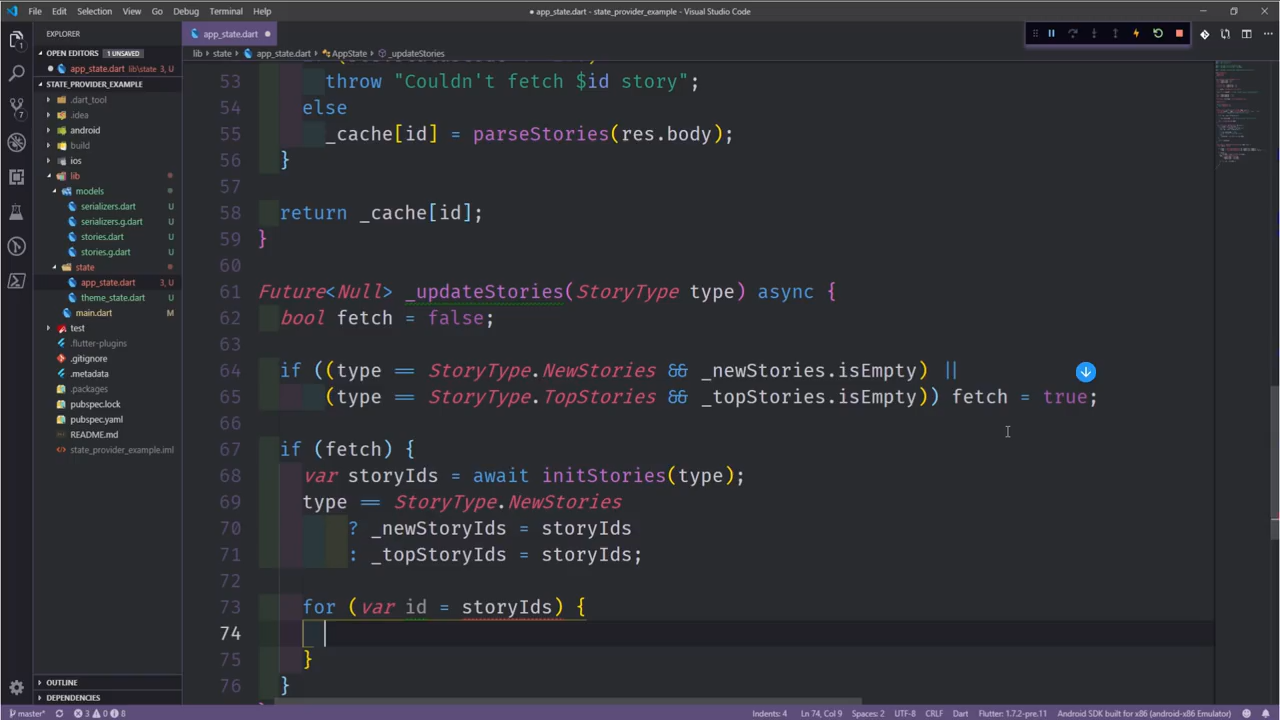 File Edit Selection View Go Debug Terminal Help
● app_state.dart - state_provider_example - Visual Studio Code
EXPLORER
OPEN EDITORS 1 UNSAVED
● app_state.dart lib\state 3, U
STATE_PROVIDER_EXAMPLE
.dart_tool
.idea
android
build
ios
lib
models
serializers.dart U
serializers.g.dart U
stories.dart U
stories.g.dart U
state
app_state.dart 3, U
theme_state.dart U
main.dart M
test
.flutter-plugins
.gitignore
.metadata
.packages
pubspec.lock
pubspec.yaml
README.md
state_provider_example.iml
OUTLINE
DEPENDENCIES
app_state.dart ●
lib state app_state.dart AppState _updateStories
53 throw "Couldn't fetch $id story";
54 else
55 _cache[id] = parseStories(res.body);
56 }
57
58 return _cache[id];
59 }
60
61 Future<Null> _updateStories(StoryType type) async {
62 bool fetch = false;
63
64 if ((type == StoryType.NewStories && _newStories.isEmpty) ||
65 (type == StoryType.TopStories && _topStories.isEmpty)) fetch = true;
66
67 if (fetch) {
68 var storyIds = await initStories(type);
69 type == StoryType.NewStories
70 ? _newStoryIds = storyIds
71 : _topStoryIds = storyIds;
72
73 for (var id = storyIds) {
74
75 }
76 }
master* 3 0 8 Indents: 4 Ln 74, Col 9 Spaces: 2 UTF-8 CRLF Dart Flutter: 1.7.2-pre.11 Android SDK built for x86 (android-x86 Emulator)